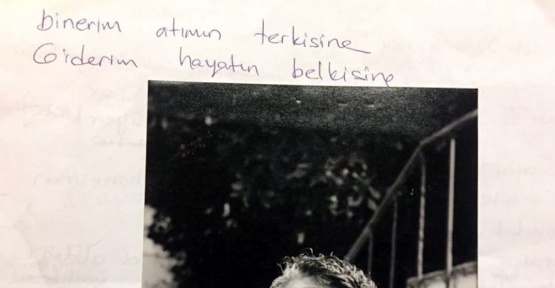 binerim atımın terkisine
Giderim hayatın belkisine